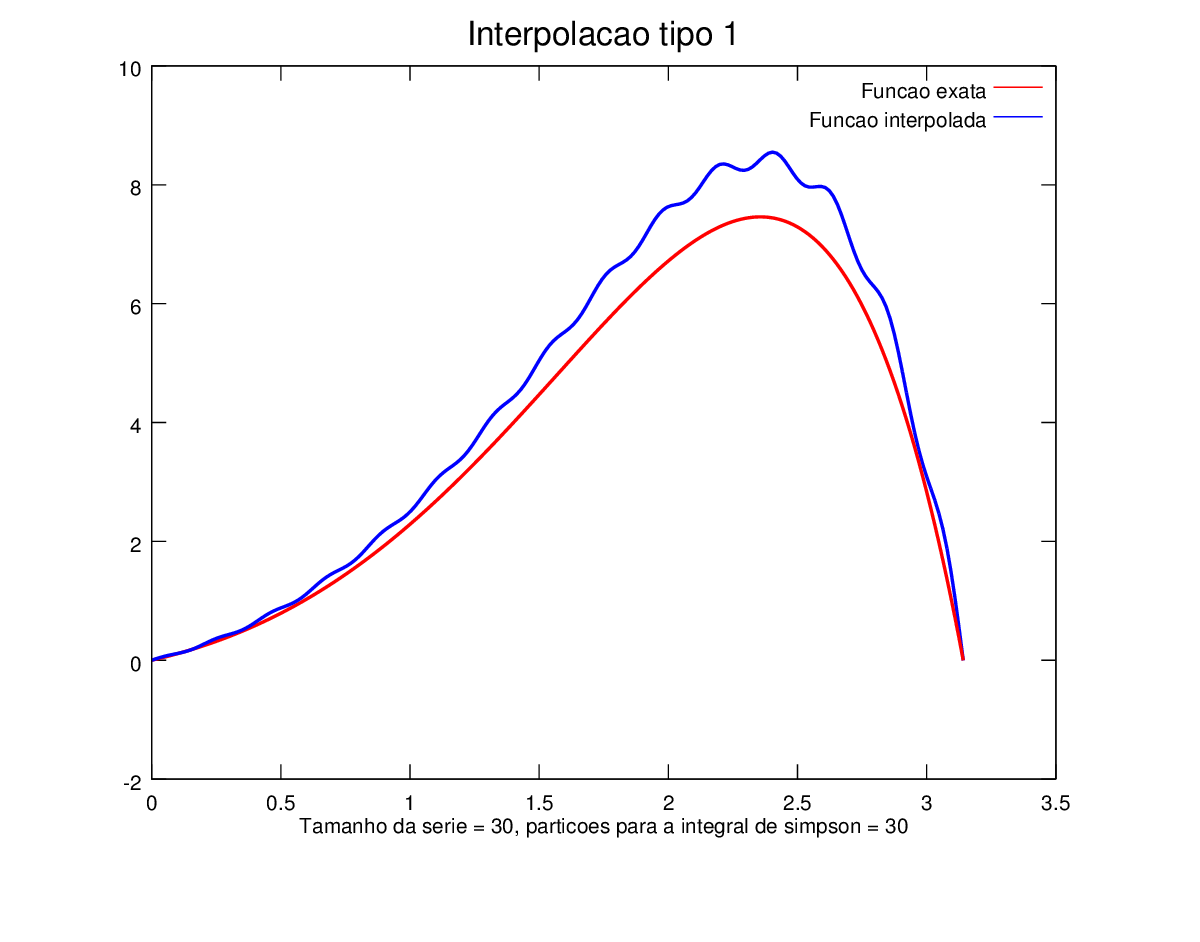 Interpolacao tipo 1
10
8
6
4
2
0
-2
Funcao exata
Funcao interpolada
0 0.5 1 1.5 2 2.5 3 3.5
Tamanho da serie = 30, particoes para a integral de simpson = 30